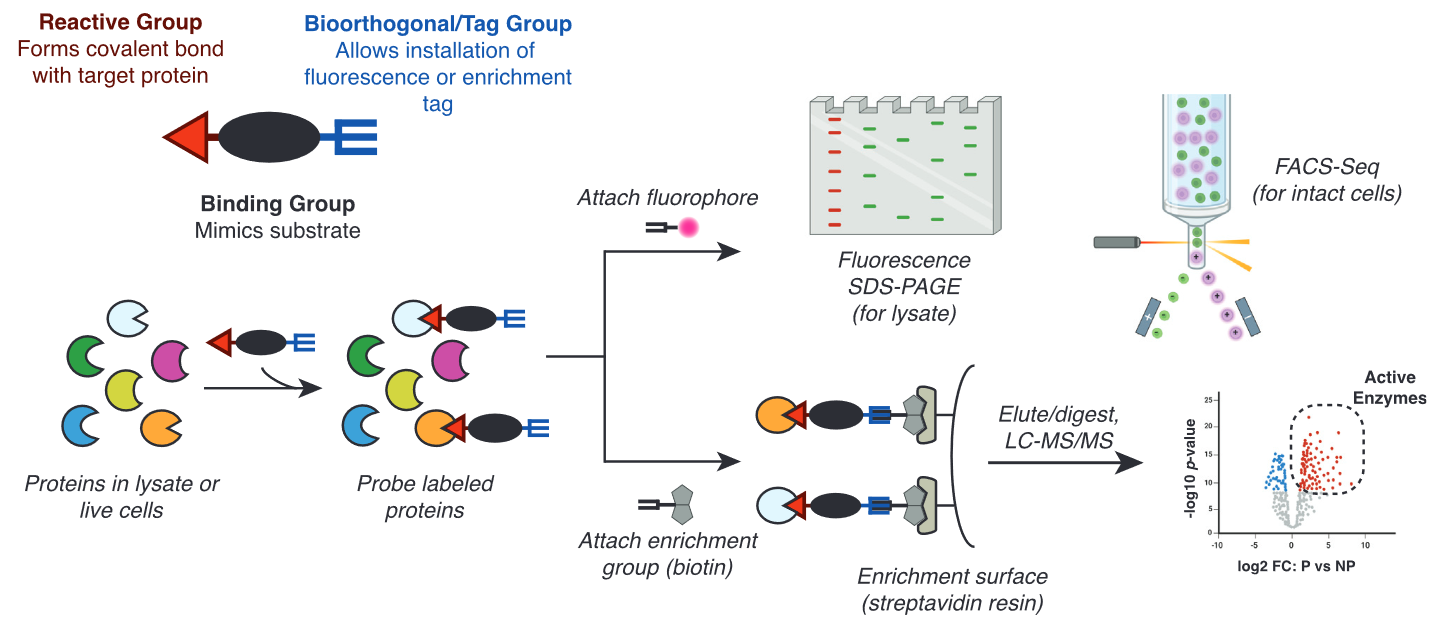 Reactive Group
Forms covalent bond
with target protein
Bioorthogonal/Tag Group
Allows installation of
fluorescence or enrichment
tag
Binding Group
Mimics substrate
Proteins in lysate or
live cells
Probe labeled
proteins
Attach fluorophore
Attach enrichment
group (biotin)
Fluorescence
SDS-PAGE
(for lysate)
FACS-Seq
(for intact cells)
+
-
-
-
-
-
+
+
+
+
+
−
Enrichment surface
(streptavidin resin)
Elute/digest,
LC-MS/MS
Active
Enzymes
-log10 p-value
25
20
15
10
5
0
-10
-5
0
5
10
log2 FC: P vs NP